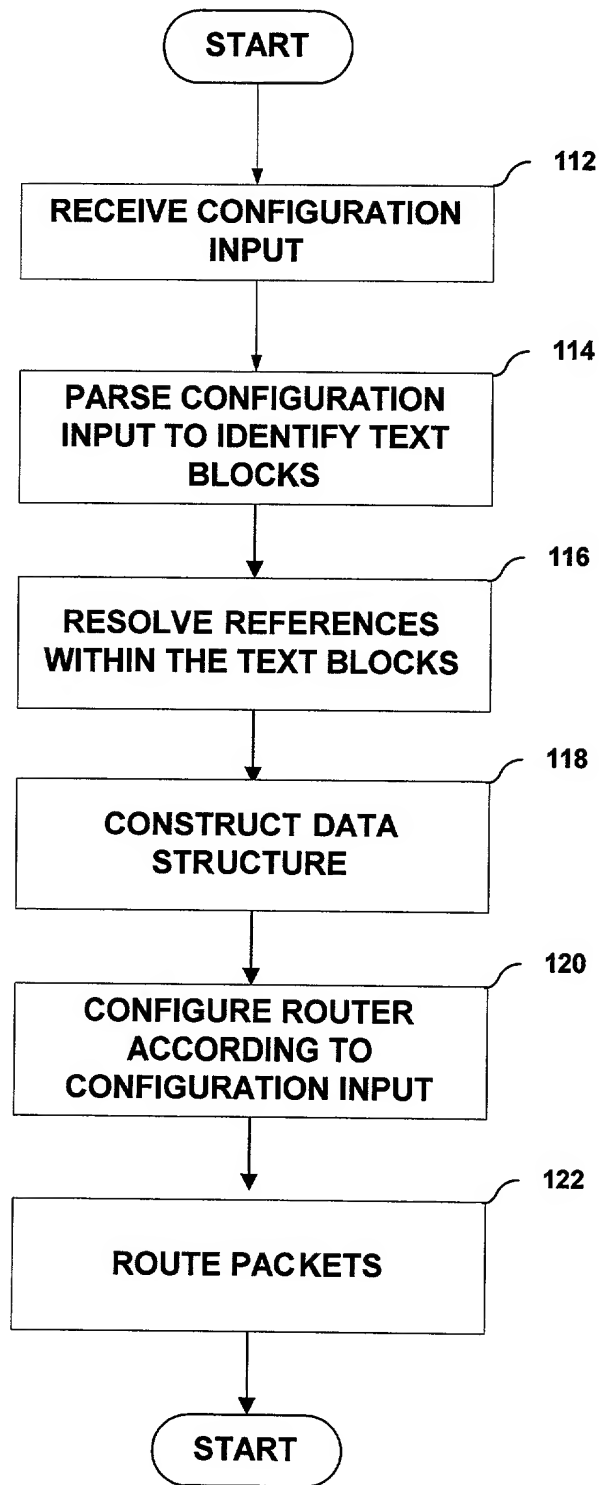 START
112
RECEIVE CONFIGURATION
INPUT
114
PARSE CONFIGURATION
INPUT TO IDENTIFY TEXT
BLOCKS
116
RESOLVE REFERENCES
WITHIN THE TEXT BLOCKS
118
CONSTRUCT DATA
STRUCTURE
120
CONFIGURE ROUTER
ACCORDING TO
CONFIGURATION INPUT
122
ROUTE PACKETS
START